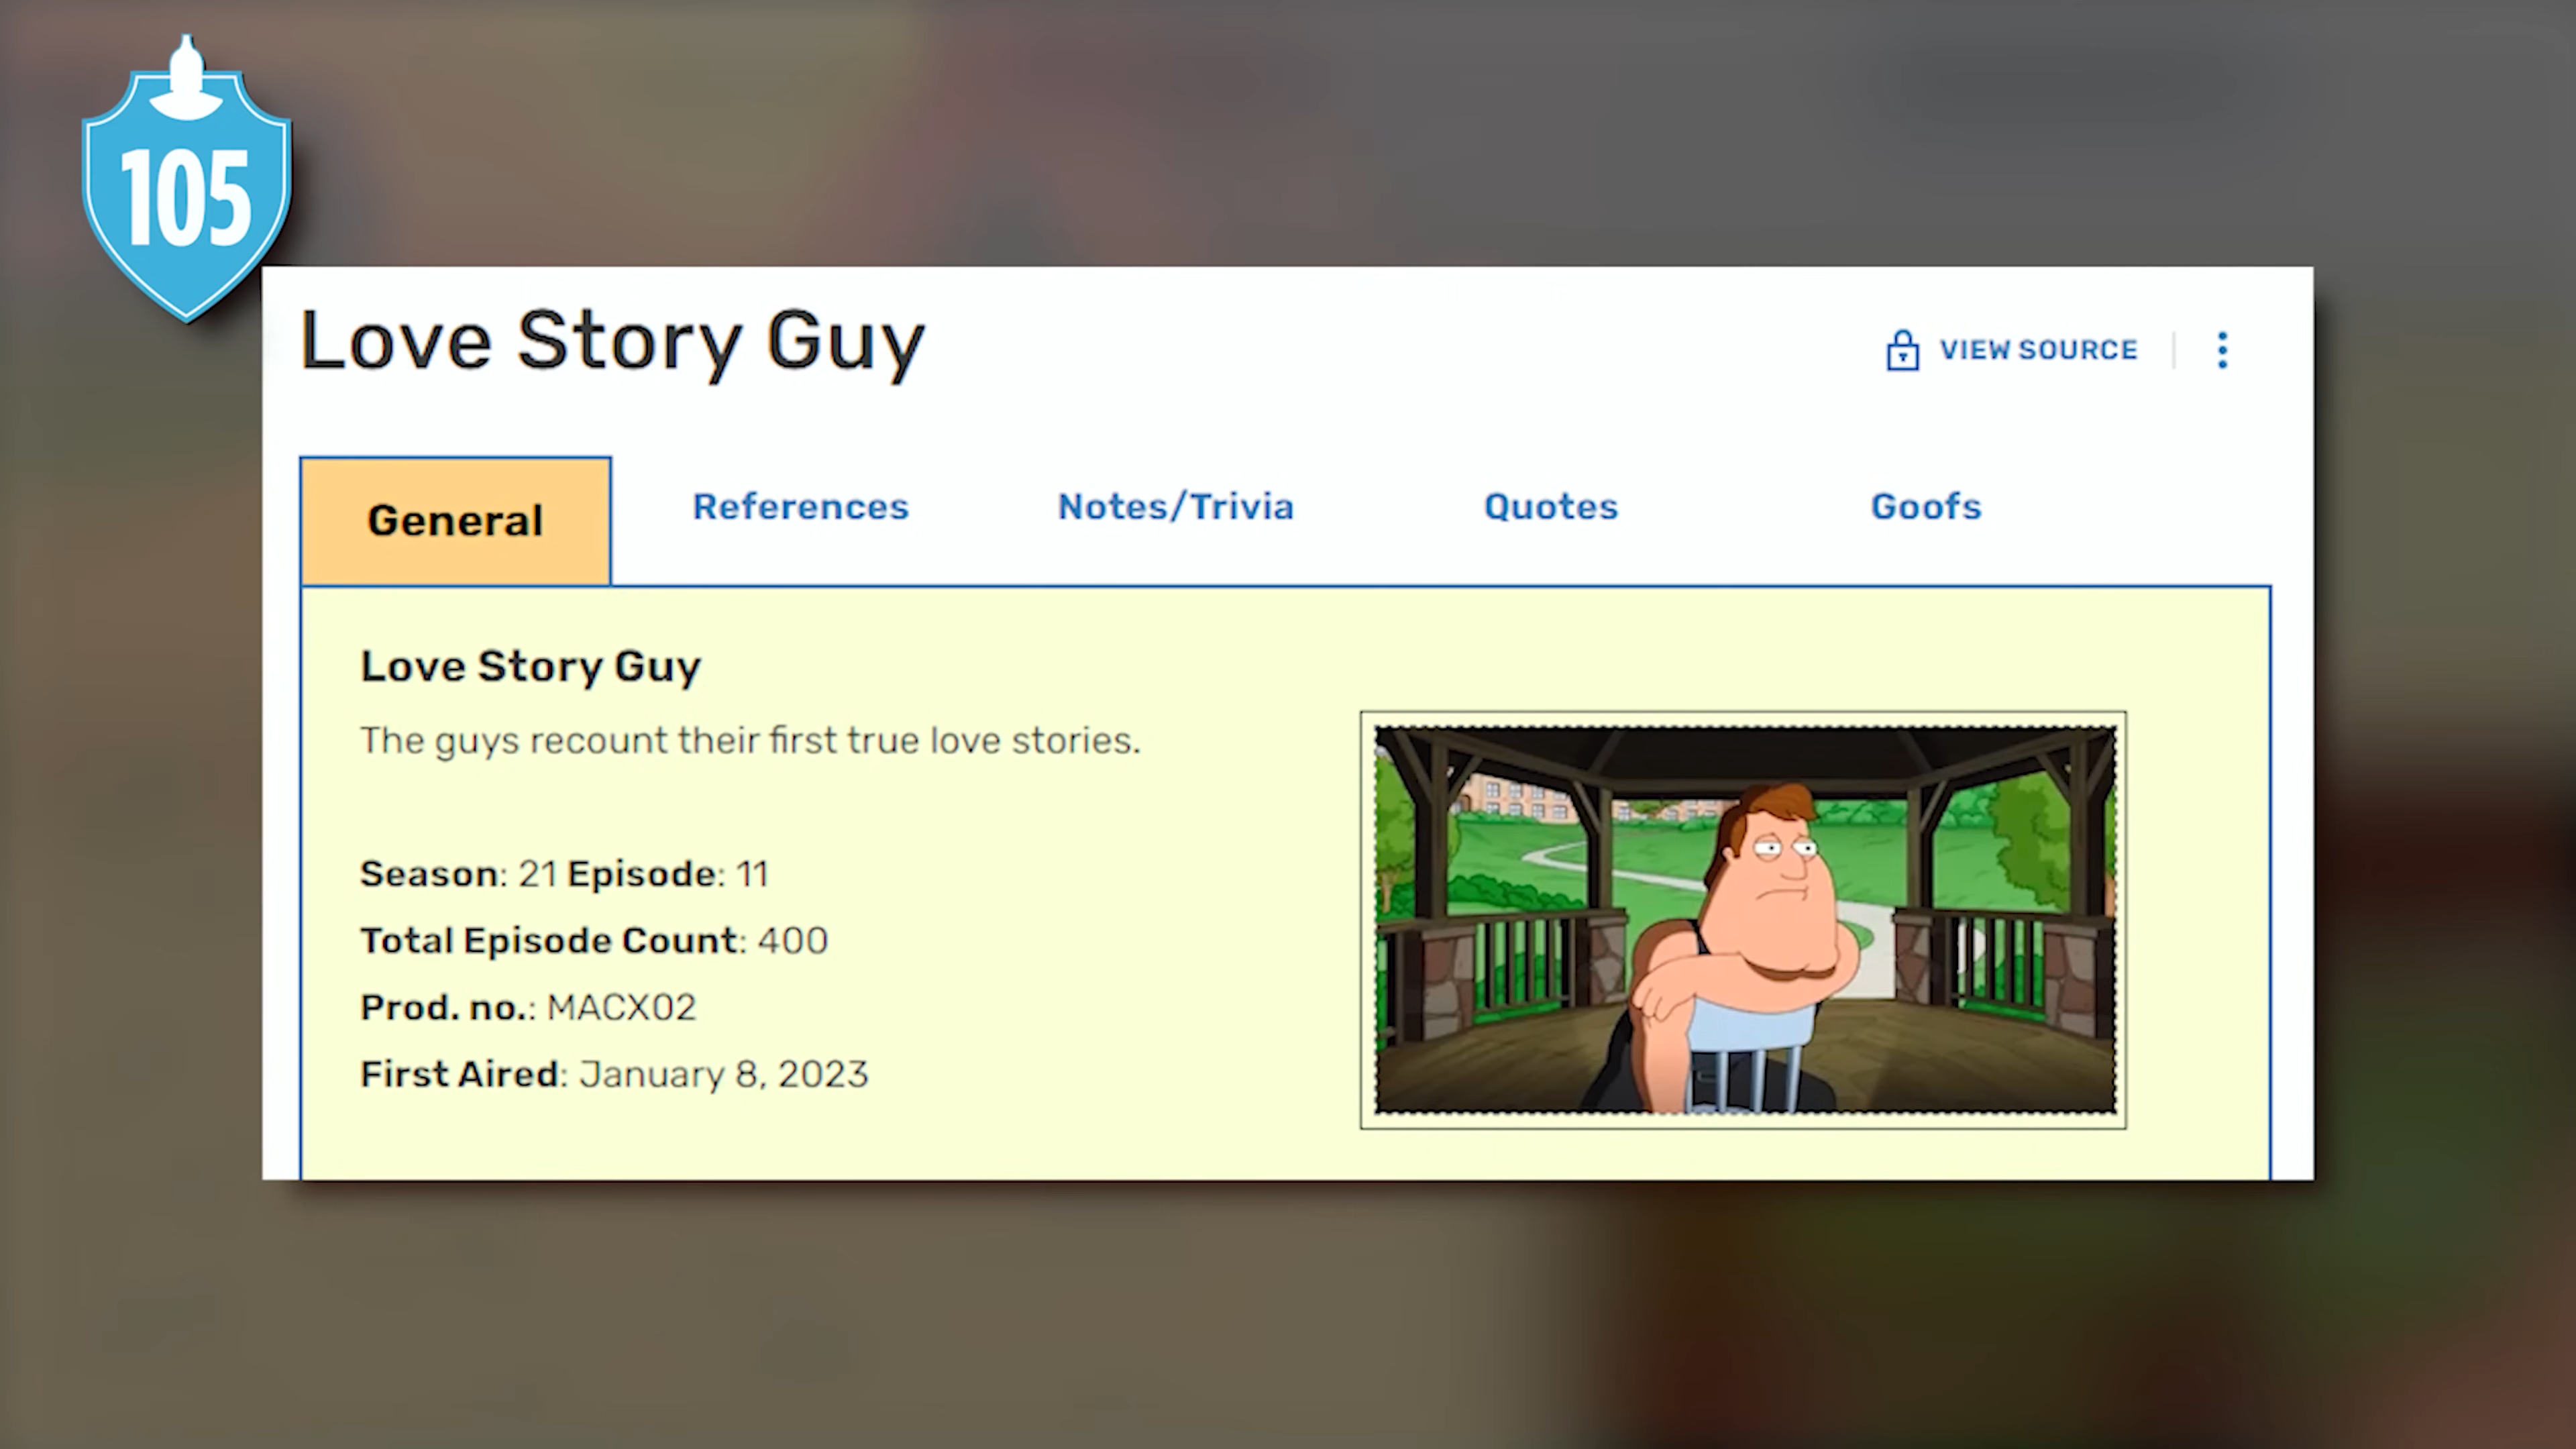 105
Love Story Guy
VIEW SOURCE
General References Notes/Trivia Quotes Goofs
Love Story Guy
The guys recount their first true love stories.
Season: 21 Episode: 11
Total Episode Count: 400
Prod. no.: MACX02
First Aired: January 8, 2023